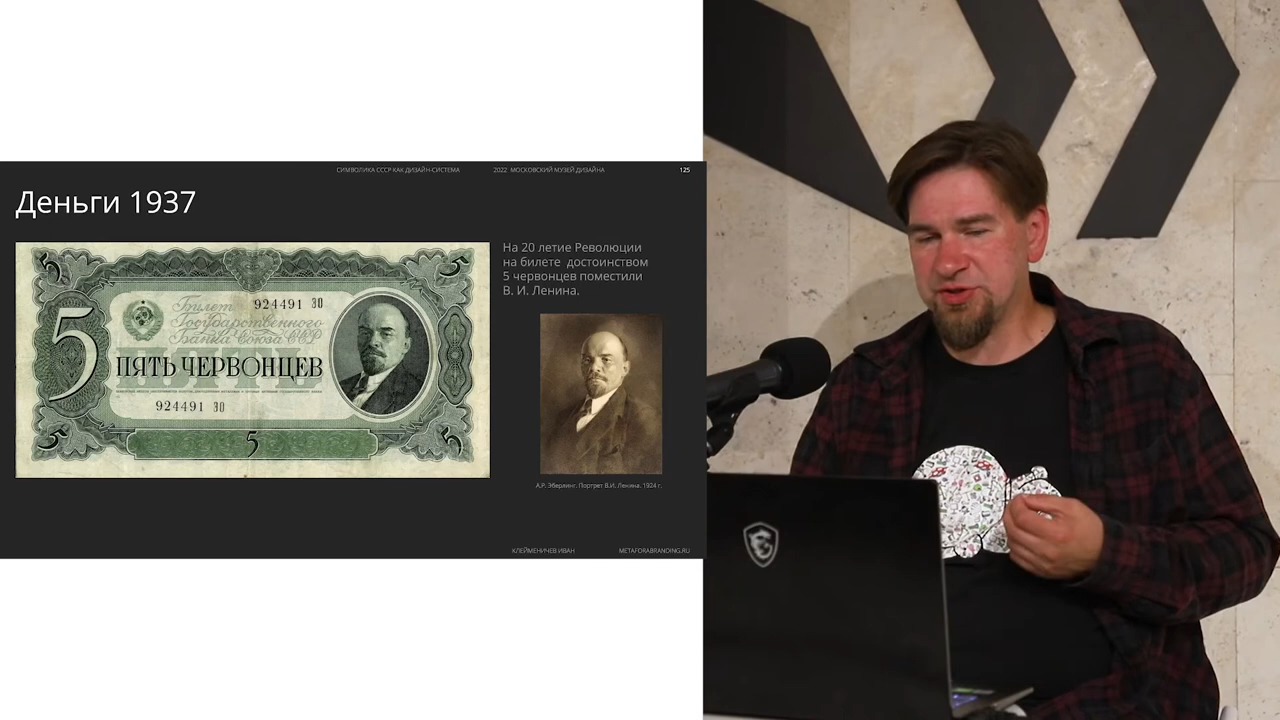 СИМВОЛИКА СССР КАК ДИЗАЙН-СИСТЕМА
2022 МОСКОВСКИЙ МУЗЕЙ ДИЗАЙНА
125
Деньги 1937
5
5
5
924491 30
Билет
Государственного
Банка Союза ССР
ПЯТЬ ЧЕРВОНЦЕВ
924491 30
5
5
5
На 20 летие Революции
на билете достоинством
5 червонцев поместили
В. И. Ленина.
А.Р. Эберлинг. Портрет В.И. Ленина. 1924 г.
КЛЕЙМЕНИЧЕВ ИВАН
METAFORABRANDING.RU